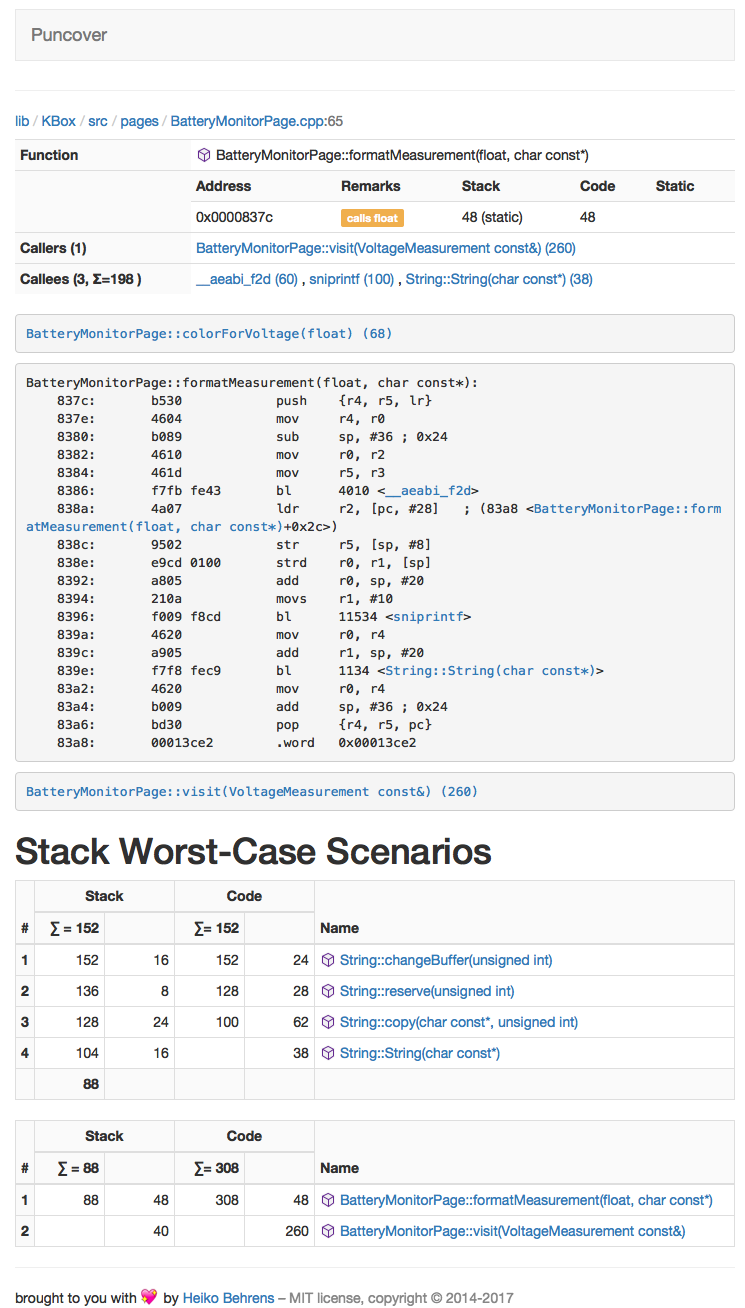 Puncover
lib / KBox / src / pages / BatteryMonitorPage.cpp:65
Function BatteryMonitorPage::formatMeasurement(float, char const*)
Address Remarks Stack Code Static
0x0000837c calls float 48 (static) 48
Callers (1) BatteryMonitorPage::visit(VoltageMeasurement const&) (260)
Callees (3, Σ=198 ) __aeabi_f2d (60) , sniprintf (100) , String::String(char const*) (38)
BatteryMonitorPage::colorForVoltage(float) (68)
BatteryMonitorPage::formatMeasurement(float, char const*):
837c: b530 push {r4, r5, lr}
837e: 4604 mov r4, r0
8380: b089 sub sp, #36 ; 0x24
8382: 4610 mov r0, r2
8384: 461d mov r5, r3
8386: f7fb fe43 bl 4010 <__aeabi_f2d>
838a: 4a07 ldr r2, [pc, #28] ; (83a8 <BatteryMonitorPage::form
atMeasurement(float, char const*)+0x2c>)
838c: 9502 str r5, [sp, #8]
838e: e9cd 0100 strd r0, r1, [sp]
8392: a805 add r0, sp, #20
8394: 210a movs r1, #10
8396: f009 f8cd bl 11534 <sniprintf>
839a: 4620 mov r0, r4
839c: a905 add r1, sp, #20
839e: f7f8 fec9 bl 1134 <String::String(char const*)>
83a2: 4620 mov r0, r4
83a4: b009 add sp, #36 ; 0x24
83a6: bd30 pop {r4, r5, pc}
83a8: 00013ce2 .word 0x00013ce2
BatteryMonitorPage::visit(VoltageMeasurement const&) (260)
Stack Worst-Case Scenarios
Stack Code
# ∑ = 152 ∑= 152 Name
1 152 16 152 24 String::changeBuffer(unsigned int)
2 136 8 128 28 String::reserve(unsigned int)
3 128 24 100 62 String::copy(char const*, unsigned int)
4 104 16 38 String::String(char const*)
88
Stack Code
# ∑ = 88 ∑= 308 Name
1 88 48 308 48 BatteryMonitorPage::formatMeasurement(float, char const*)
2 40 260 BatteryMonitorPage::visit(VoltageMeasurement const&)
brought to you with 💖 by Heiko Behrens – MIT license, copyright © 2014-2017